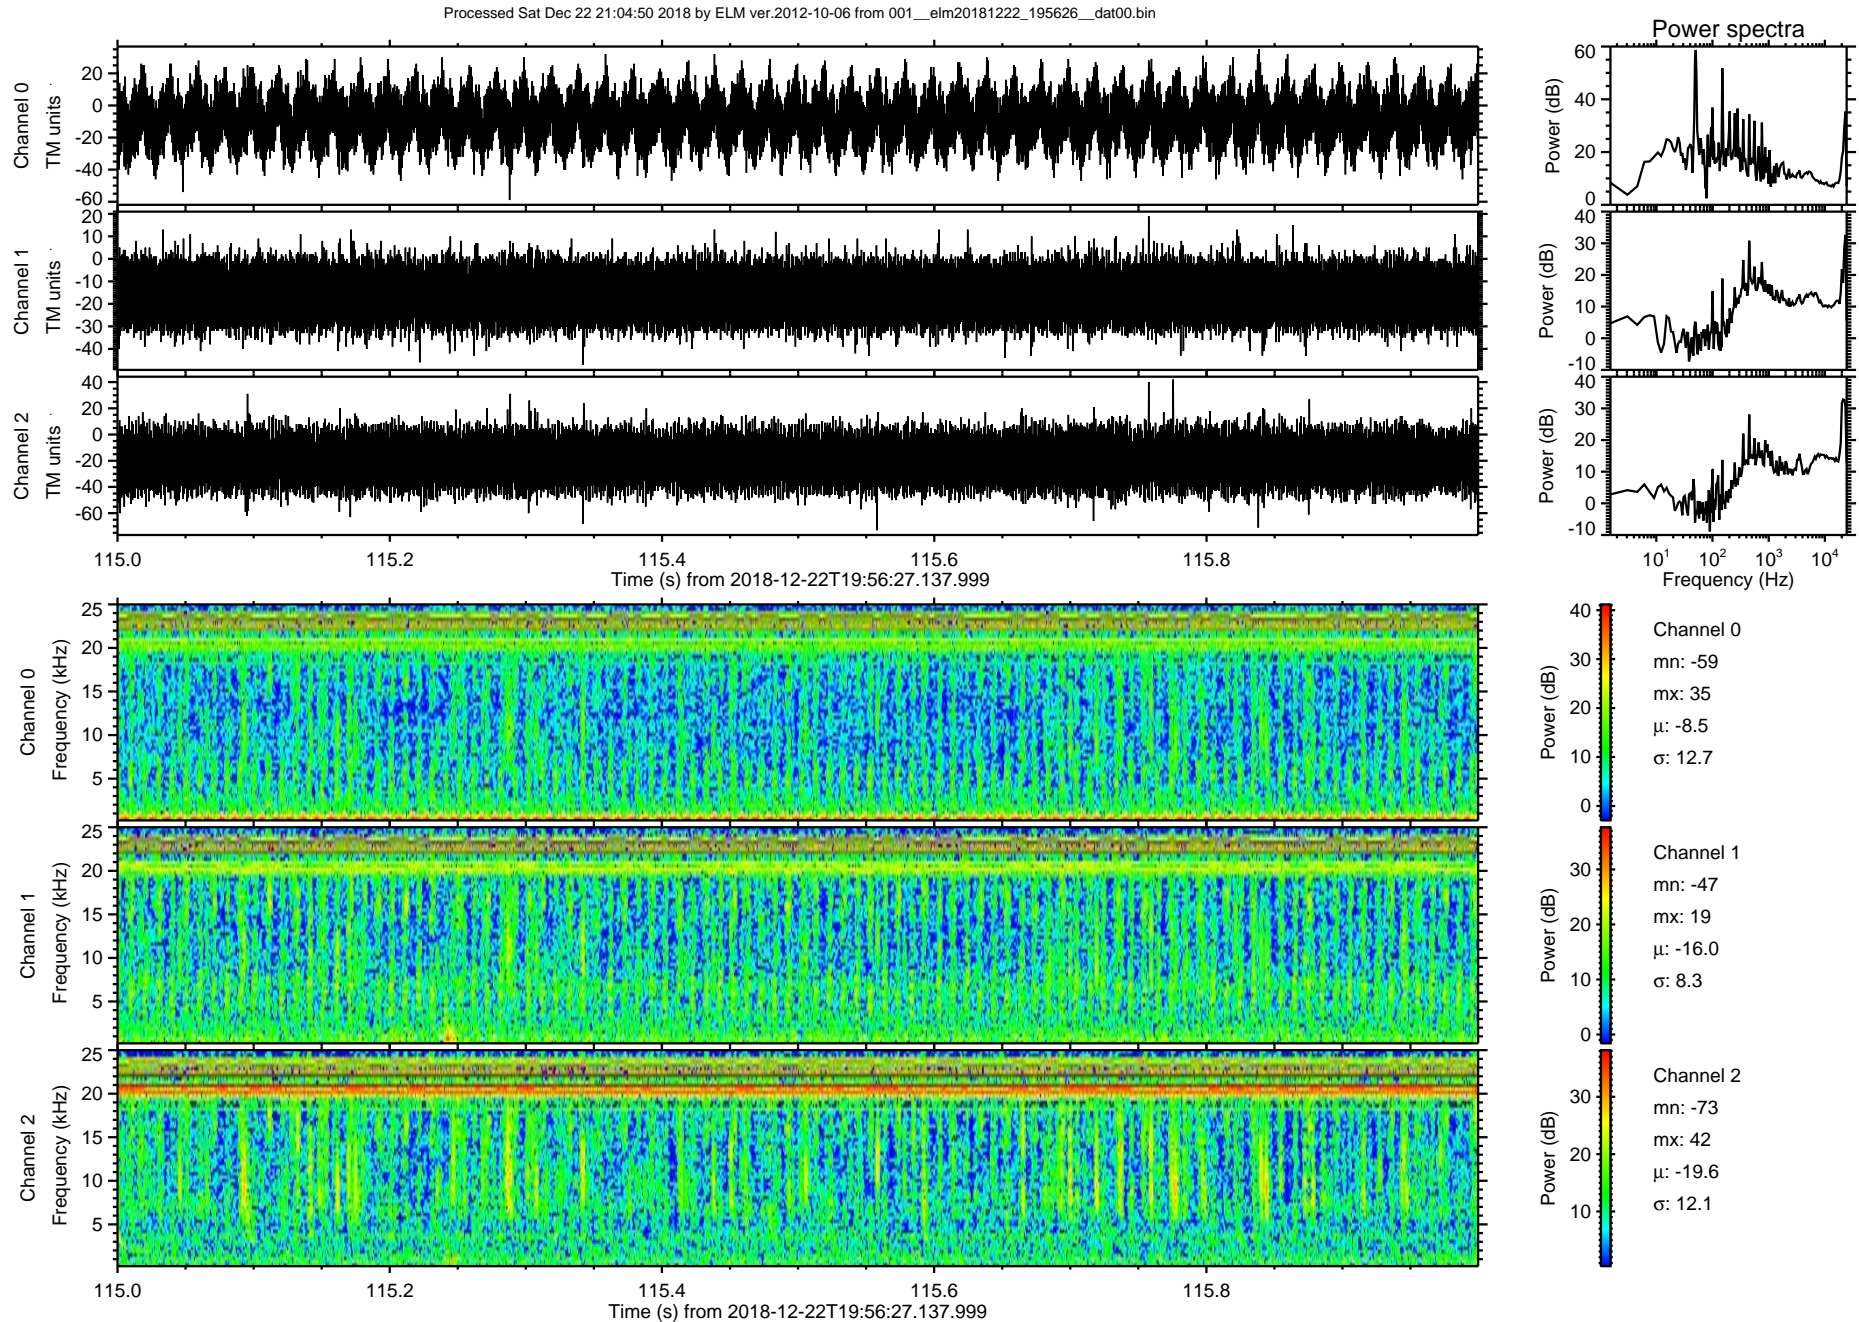 Processed Sat Dec 22 21:04:50 2018 by ELM ver.2012-10-06 from 001__elm20181222_195626__dat00.bin
Power spectra
Channel 0
TM units
20
0
-20
-40
-60
Power (dB)
60
40
20
0
Channel 1
TM units
20
10
0
-10
-20
-30
-40
Power (dB)
40
30
20
10
0
-10
Channel 2
TM units
40
20
0
-20
-40
-60
Power (dB)
40
30
20
10
0
-10
115.0 115.2 115.4 115.6 115.8
Time (s) from 2018-12-22T19:56:27.137.999
10¹ 10² 10³ 10⁴
Frequency (Hz)
Channel 0
Frequency (kHz)
25
20
15
10
5
Power (dB)
40
30
20
10
0
Channel 0
mn: -59
mx: 35
μ: -8.5
σ: 12.7
Channel 1
Frequency (kHz)
25
20
15
10
5
Power (dB)
30
20
10
0
Channel 1
mn: -47
mx: 19
μ: -16.0
σ: 8.3
Channel 2
Frequency (kHz)
25
20
15
10
5
Power (dB)
30
20
10
Channel 2
mn: -73
mx: 42
μ: -19.6
σ: 12.1
115.0 115.2 115.4 115.6 115.8
Time (s) from 2018-12-22T19:56:27.137.999